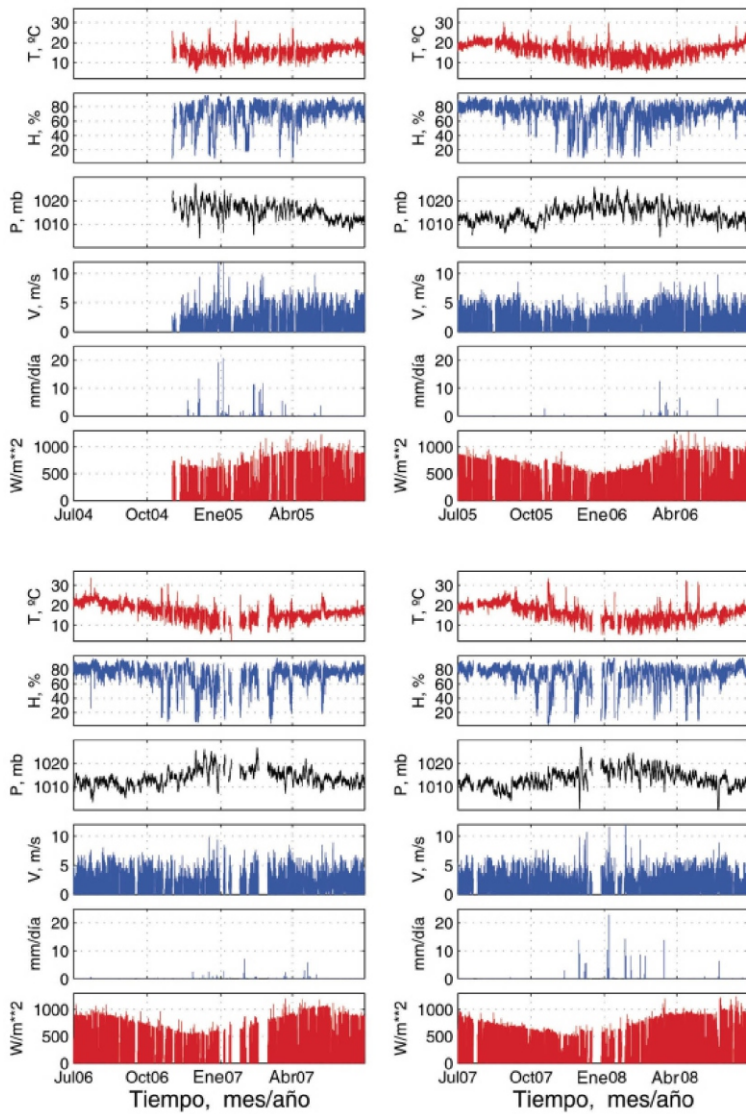 T, ºC
30
20
10
H, %
80
60
40
20
P, mb
1020
1010
V, m/s
10
5
0
mm/día
20
10
0
W/m**2
1000
500
0
Jul04 Oct04 Ene05 Abr05
T, ºC
30
20
10
H, %
80
60
40
20
P, mb
1020
1010
V, m/s
10
5
0
mm/día
20
10
0
W/m**2
1000
500
0
Jul05 Oct05 Ene06 Abr06
T, ºC
30
20
10
H, %
80
60
40
20
P, mb
1020
1010
V, m/s
10
5
0
mm/día
20
10
0
W/m**2
1000
500
0
Jul06 Oct06 Ene07 Abr07
Tiempo, mes/año
T, ºC
30
20
10
H, %
80
60
40
20
P, mb
1020
1010
V, m/s
10
5
0
mm/día
20
10
0
W/m**2
1000
500
0
Jul07 Oct07 Ene08 Abr08
Tiempo, mes/año